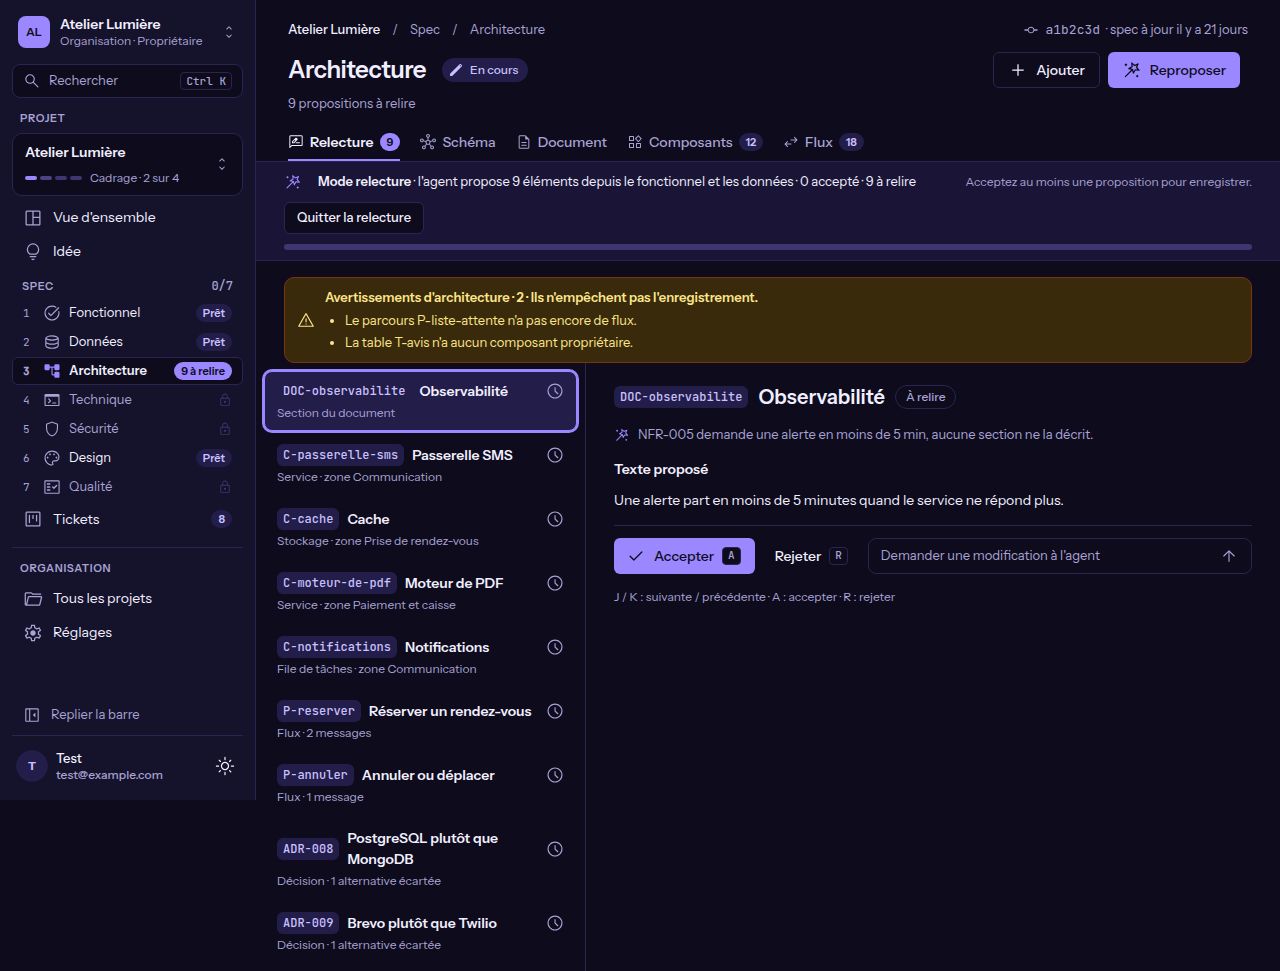 AL
Atelier Lumière
Organisation · Propriétaire
Rechercher
Ctrl K
PROJET
Atelier Lumière
Cadrage · 2 sur 4
Vue d'ensemble
Idée
SPEC
0/7
1 Fonctionnel Prêt
2 Données Prêt
3 Architecture 9 à relire
4 Technique
5 Sécurité
6 Design Prêt
7 Qualité
Tickets 8
ORGANISATION
Tous les projets
Réglages
Replier la barre
T
Test
test@example.com
Atelier Lumière / Spec / Architecture
a1b2c3d · spec à jour il y a 21 jours
Architecture
En cours
Ajouter
Reproposer
9 propositions à relire
Relecture 9
Schéma
Document
Composants 12
Flux 18
Mode relecture · l'agent propose 9 éléments depuis le fonctionnel et les données · 0 accepté · 9 à relire
Acceptez au moins une proposition pour enregistrer.
Quitter la relecture
Avertissements d'architecture · 2 · Ils n'empêchent pas l'enregistrement.
• Le parcours P-liste-attente n'a pas encore de flux.
• La table T-avis n'a aucun composant propriétaire.
DOC-observabilite Observabilité
Section du document
C-passerelle-sms Passerelle SMS
Service · zone Communication
C-cache Cache
Stockage · zone Prise de rendez-vous
C-moteur-de-pdf Moteur de PDF
Service · zone Paiement et caisse
C-notifications Notifications
File de tâches · zone Communication
P-reserver Réserver un rendez-vous
Flux · 2 messages
P-annuler Annuler ou déplacer
Flux · 1 message
ADR-008 PostgreSQL plutôt que
MongoDB
Décision · 1 alternative écartée
ADR-009 Brevo plutôt que Twilio
Décision · 1 alternative écartée
DOC-observabilite Observabilité À relire
NFR-005 demande une alerte en moins de 5 min, aucune section ne la décrit.
Texte proposé
Une alerte part en moins de 5 minutes quand le service ne répond plus.
Accepter A
Rejeter R
Demander une modification à l'agent
J / K : suivante / précédente · A : accepter · R : rejeter